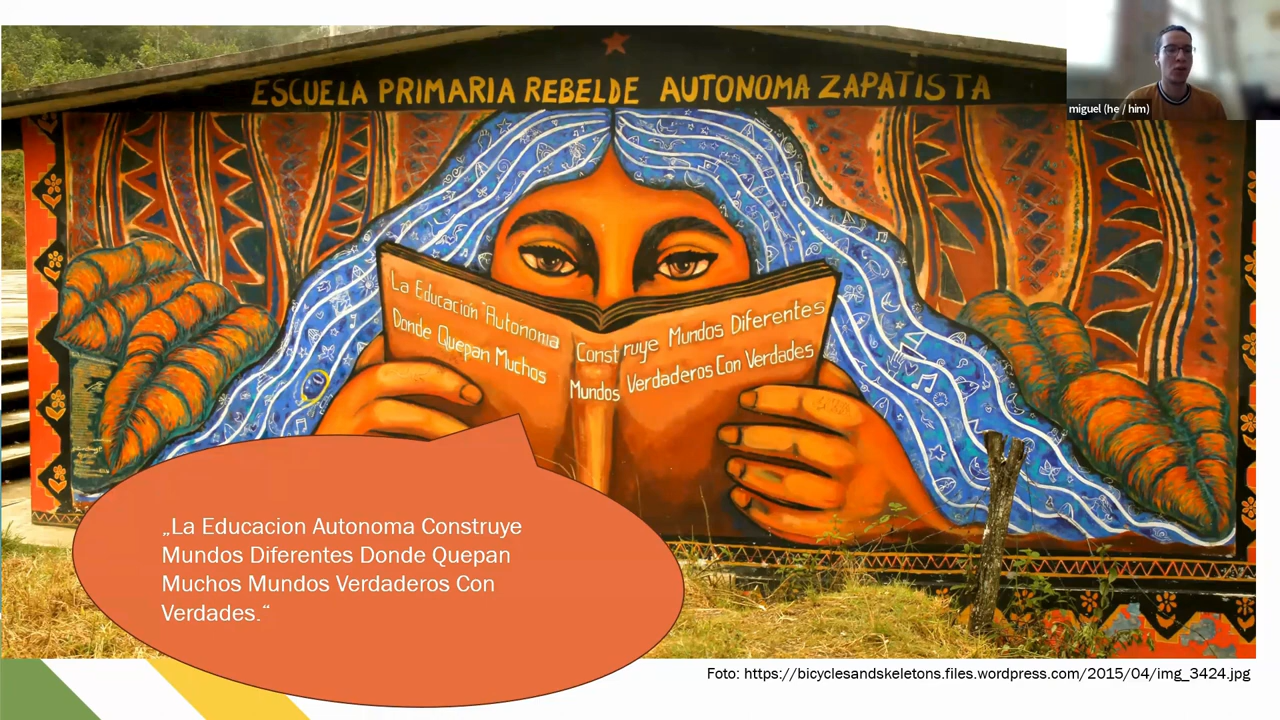 ESCUELA PRIMARIA REBELDE AUTONOMA ZAPATISTA
miguel (he / him)
La Educación "Autónoma Construye Mundos Diferentes
Donde Quepan Muchos Mundos Verdaderos Con Verdades
„La Educacion Autonoma Construye
Mundos Diferentes Donde Quepan
Muchos Mundos Verdaderos Con
Verdades.“
Foto: https://bicyclesandskeletons.files.wordpress.com/2015/04/img_3424.jpg